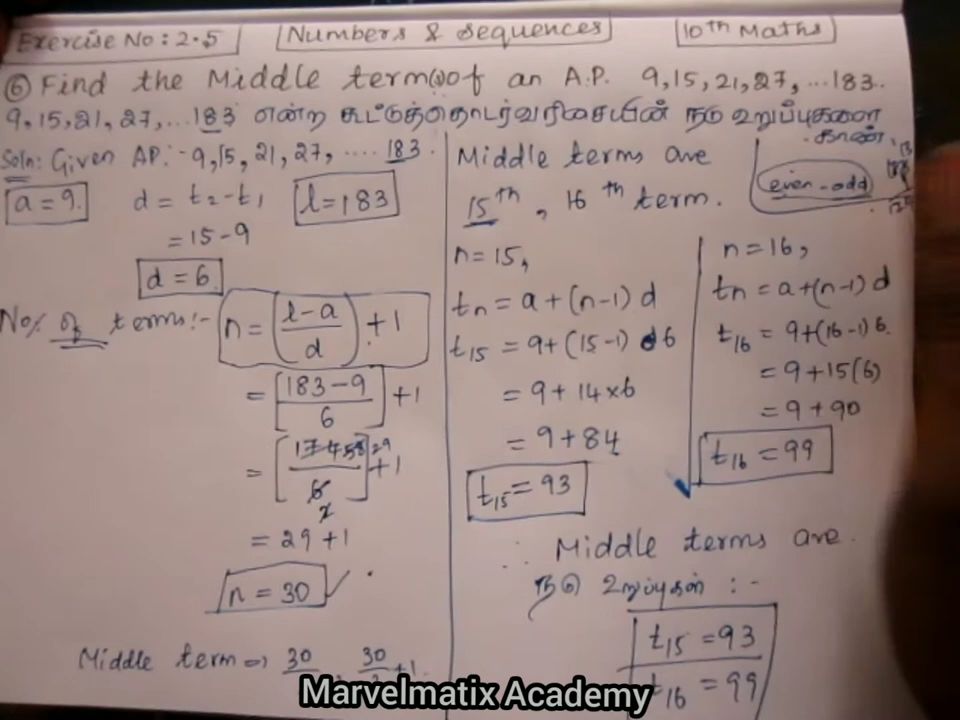 Exercise No: 2.5
Numbers & Sequences
10th Maths
⑥ Find the Middle term(s) of an A.P. 9, 15, 21, 27, ...183.
9, 15, 21, 27, ...183 என்ற கூட்டுத்தொடர்வரிசையின் நடு உறுப்புகளை
காண்.
Soln: Given AP:- 9, 15, 21, 27, .... 183.
a = 9. d = t₂ - t₁ l = 183
= 15 - 9
d = 6
No/. of terms:- n = ((l-a)/d) + 1
= [(183-9)/6] + 1
= [174/6] + 1
= 29 + 1
n = 30
Middle term ⇒ 30/2, 30/2 + 1
Middle terms are
15th, 16th term.
even - odd
n = 15,
tn = a + (n-1) d
t₁₅ = 9 + (15-1) 6
= 9 + 14 × 6
= 9 + 84
t₁₅ = 93
n = 16,
tn = a + (n-1) d
t₁₆ = 9 + (16-1) 6.
= 9 + 15(6)
= 9 + 90
t₁₆ = 99
∴ Middle terms are.
நடு உறுப்புகள் :-
t₁₅ = 93
t₁₆ = 99
Marvelmatix Academy